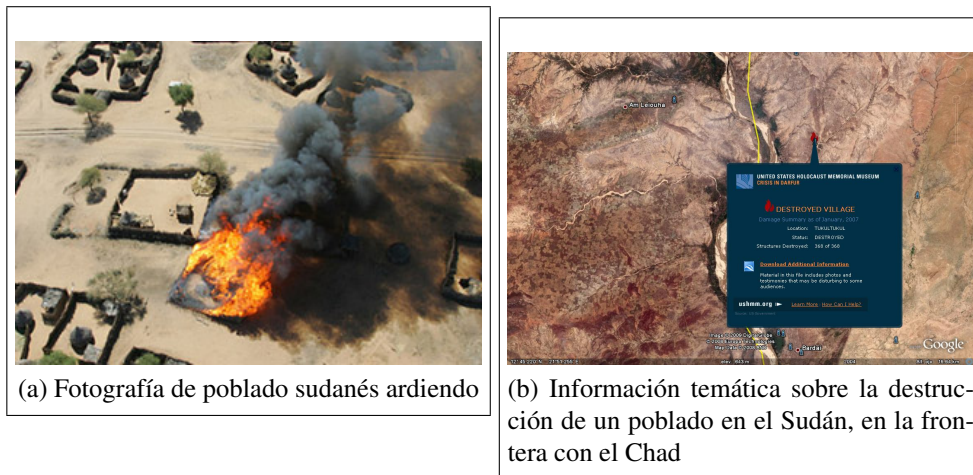 (a) Fotografía de poblado sudanés ardiendo
Am Leiouna
UNITED STATES HOLOCAUST MEMORIAL MUSEUM
CRISIS IN DARFUR
DESTROYED VILLAGE
Damage Summary as of January, 2007
Location: TUKULTUKUL
Status: DESTROYED
Structures Destroyed: 368 of 368
Download Additional Information
Material in this file includes photos and
testimonies that may be disturbing to some
audiences.
ushmm.org
Learn More
How Can I Help?
Bardai
Google
(b) Información temática sobre la destruc-
ción de un poblado en el Sudán, en la fron-
tera con el Chad